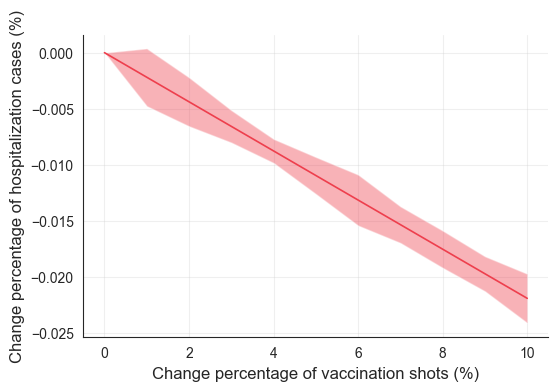 Change percentage of hospitalization cases (%)
0.000
−0.005
−0.010
−0.015
−0.020
−0.025
0 2 4 6 8 10
Change percentage of vaccination shots (%)